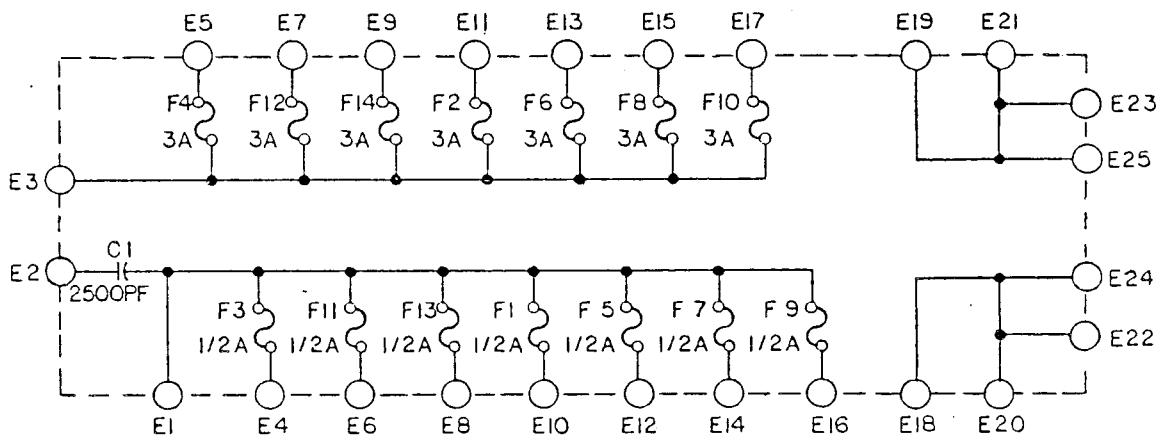 E5 E7 E9 E11 E13 E15 E17 E19 E21
F4 F12 F14 F2 F6 F8 F10
E23
3A 3A 3A 3A 3A 3A 3A
E25
E3
C1
E2
E24
2500PF
F3 F11 F13 F1 F 5 F 7 F 9
E22
1/2A 1/2A 1/2A 1/2A 1/2A 1/2A 1/2A
E1 E4 E6 E8 E10 E12 E14 E16 E18 E20